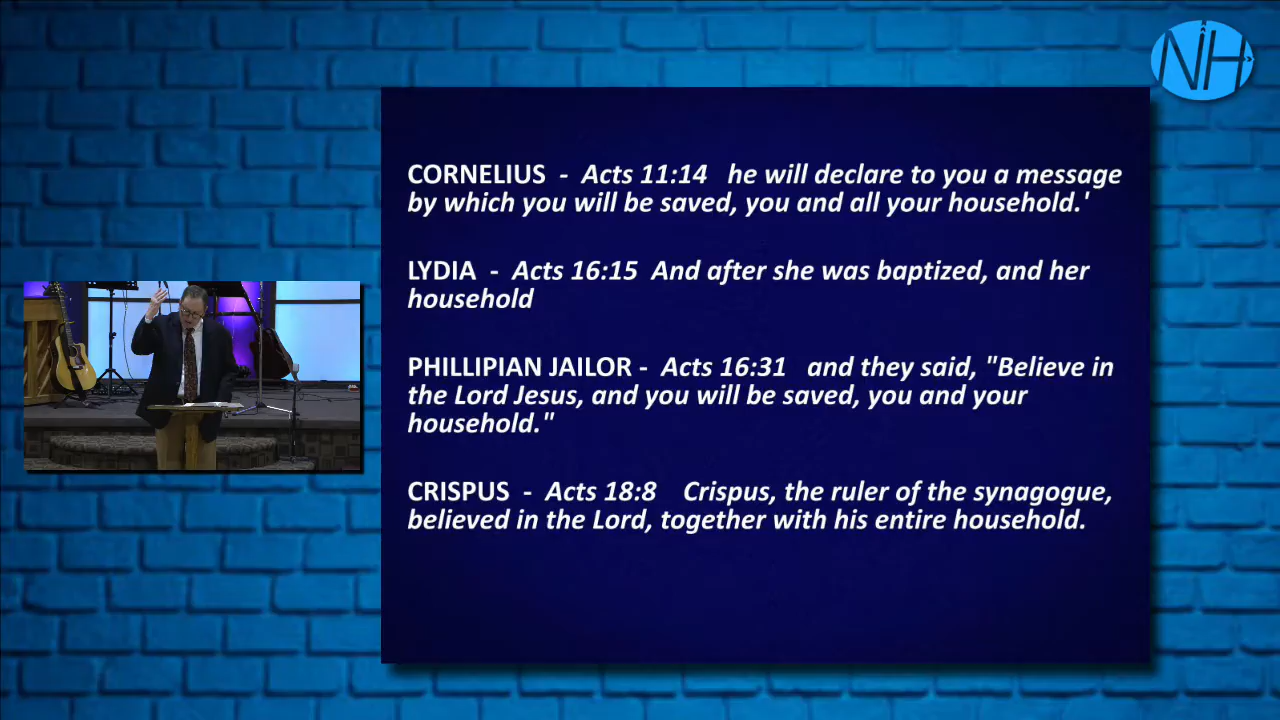 NH
CORNELIUS - Acts 11:14 he will declare to you a message
by which you will be saved, you and all your household.'
LYDIA - Acts 16:15 And after she was baptized, and her
household
PHILLIPIAN JAILOR - Acts 16:31 and they said, "Believe in
the Lord Jesus, and you will be saved, you and your
household."
CRISPUS - Acts 18:8 Crispus, the ruler of the synagogue,
believed in the Lord, together with his entire household.